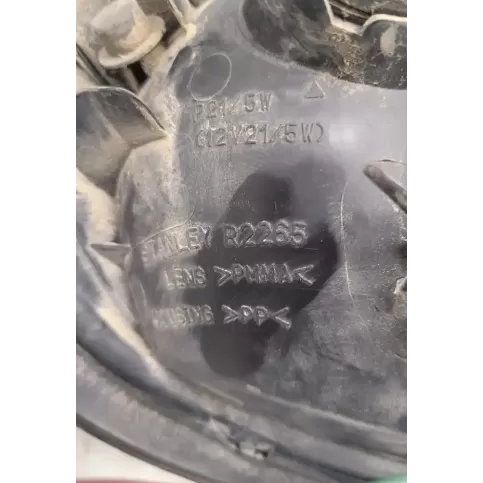 P21/5W
(12V21/5W)
STANLEY R2265
LENS >PMMA<
HOUSING >PP<